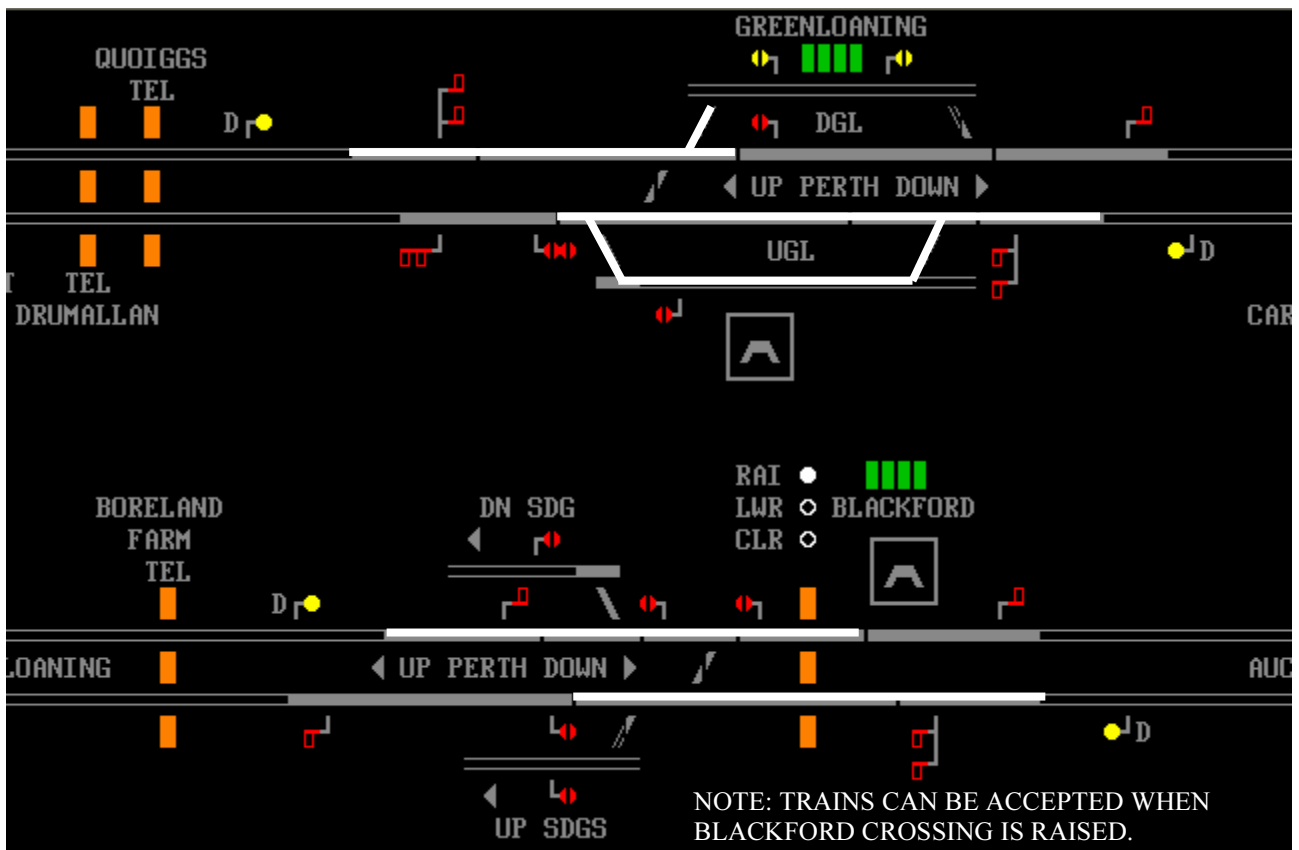 GREENLOANING
QUOIGGS
TEL
D
DGL
UP PERTH DOWN
UGL
D
T TEL
DRUMALLAN
CAR
RAI
LWR BLACKFORD
CLR
BORELAND
FARM
TEL
DN SDG
D
LOANING
UP PERTH DOWN
AUC
D
UP SDGS
NOTE: TRAINS CAN BE ACCEPTED WHEN
BLACKFORD CROSSING IS RAISED.